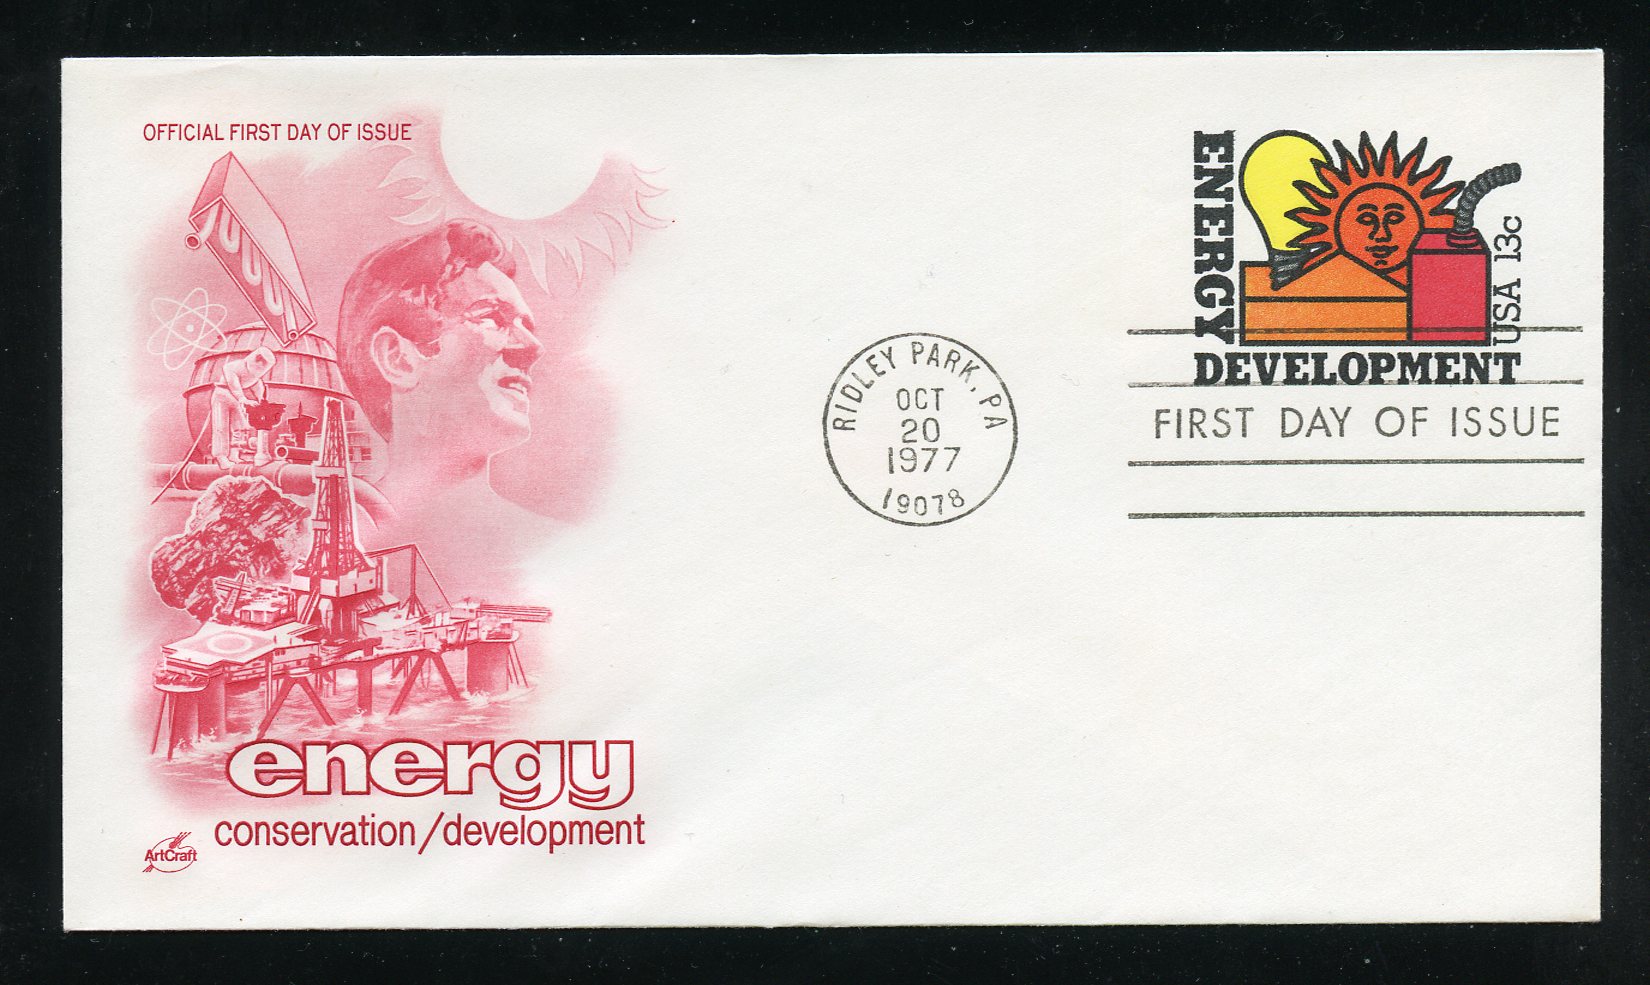 OFFICIAL FIRST DAY OF ISSUE
energy
conservation/development
ArtCraft
RIDLEY PARK, PA
OCT
20
1977
19078
ENERGY
DEVELOPMENT
USA 13c
FIRST DAY OF ISSUE